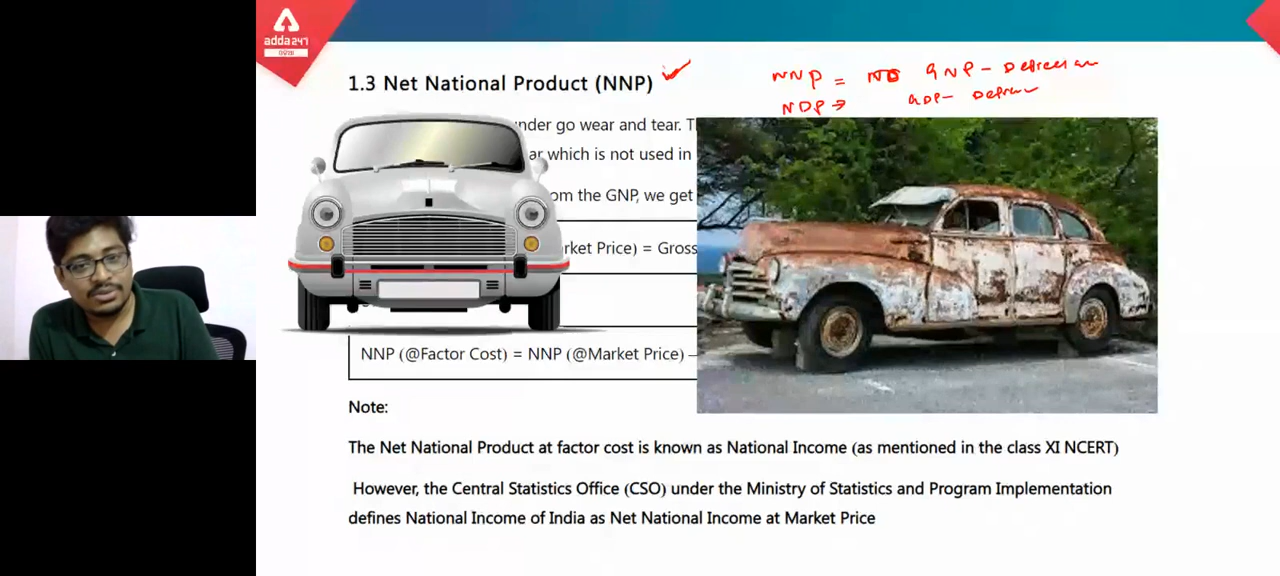 adda247
1.3 Net National Product (NNP)
NNP = GNP -
NDP → GDP -
under go wear and tear.
which is not used in
om the GNP, we get
rket Price) = Gross
NNP (@Factor Cost) = NNP (@Market Price) –
Note:
The Net National Product at factor cost is known as National Income (as mentioned in the class XI NCERT)
However, the Central Statistics Office (CSO) under the Ministry of Statistics and Program Implementation
defines National Income of India as Net National Income at Market Price